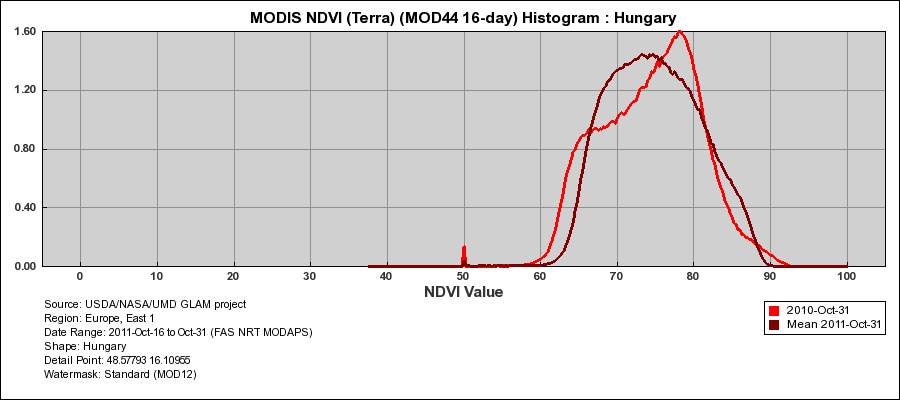 MODIS NDVI (Terra) (MOD44 16-day) Histogram : Hungary
1.60
1.20
0.80
0.40
0.00
0 10 20 30 40 50 60 70 80 90 100
NDVI Value
Source: USDA/NASA/UMD GLAM project
Region: Europe, East 1
Date Range: 2011-Oct-16 to Oct-31 (FAS NRT MODAPS)
Shape: Hungary
Detail Point: 48.57793 16.10955
Watermask: Standard (MOD12)
2010-Oct-31
Mean 2011-Oct-31